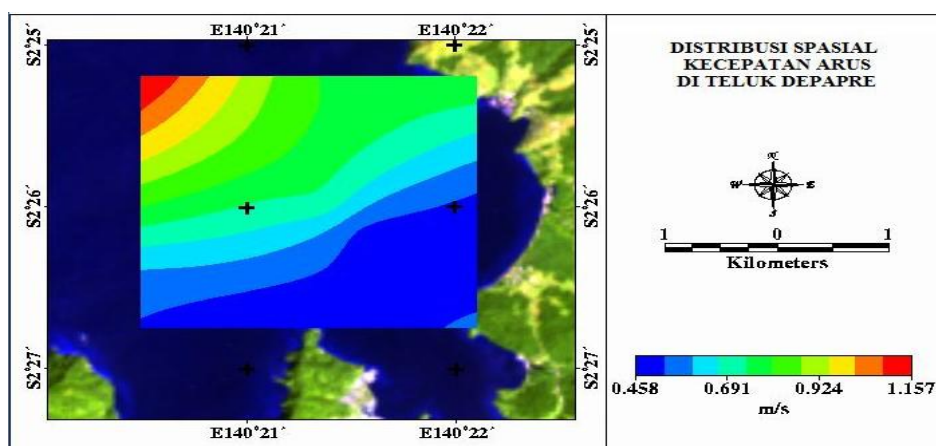 E140°21´ E140°22´
S2°25´ S2°25´
S2°26´ S2°26´
S2°27´ S2°27´
E140°21´ E140°22´
DISTRIBUSI SPASIAL
KECEPATAN ARUS
DI TELUK DEPAPRE
N
W E
S
1 0 1
Kilometers
0.458 0.691 0.924 1.157
m/s